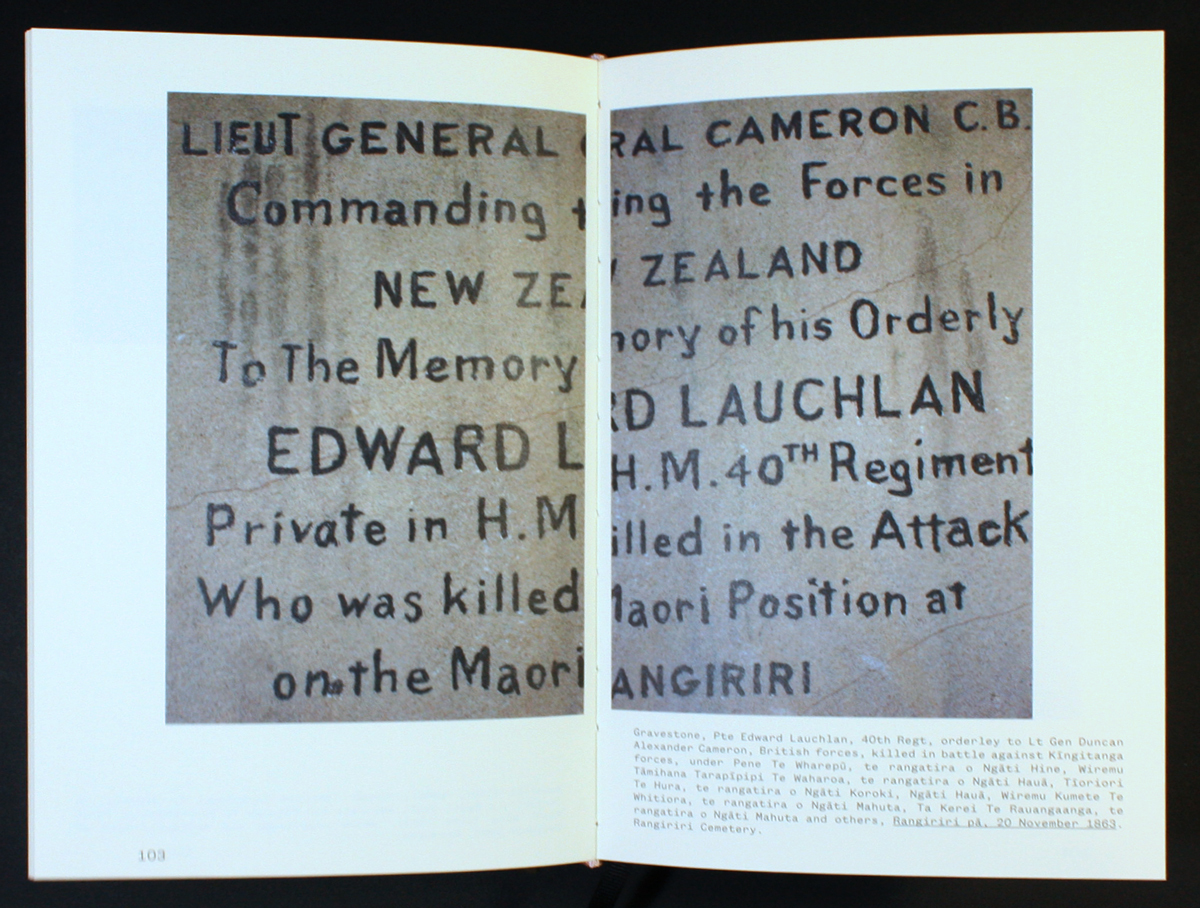 LIEUT GENERAL
Commanding t
NEW ZEA
To The Memory
EDWARD L
Private in H.M
Who was killed
on the Maori
103
RAL CAMERON C.B.
ing the Forces in
ZEALAND
nory of his Orderly
RD LAUCHLAN
H.M.40TH Regiment
illed in the Attack
Maori Position at
ANGIRIRI
Gravestone, Pte Edward Lauchlan, 40th Regt, orderley to Lt Gen Duncan
Alexander Cameron, British forces, killed in battle against Kīngitanga
forces, under Pene Te Wharepū, te rangatira o Ngāti Hine, Wiremu
Tāmihana Tarapīpipi Te Waharoa, te rangatira o Ngāti Hauā, Tioriori
Te Hura, te rangatira o Ngāti Koroki, Ngāti Hauā, Wiremu Kumete Te
Whitiora, te rangatira o Ngāti Mahuta, Ta Kerei Te Rauangaanga, te
rangatira o Ngāti Mahuta and others, Rangiriri pā, 20 November 1863.
Rangiriri Cemetery.